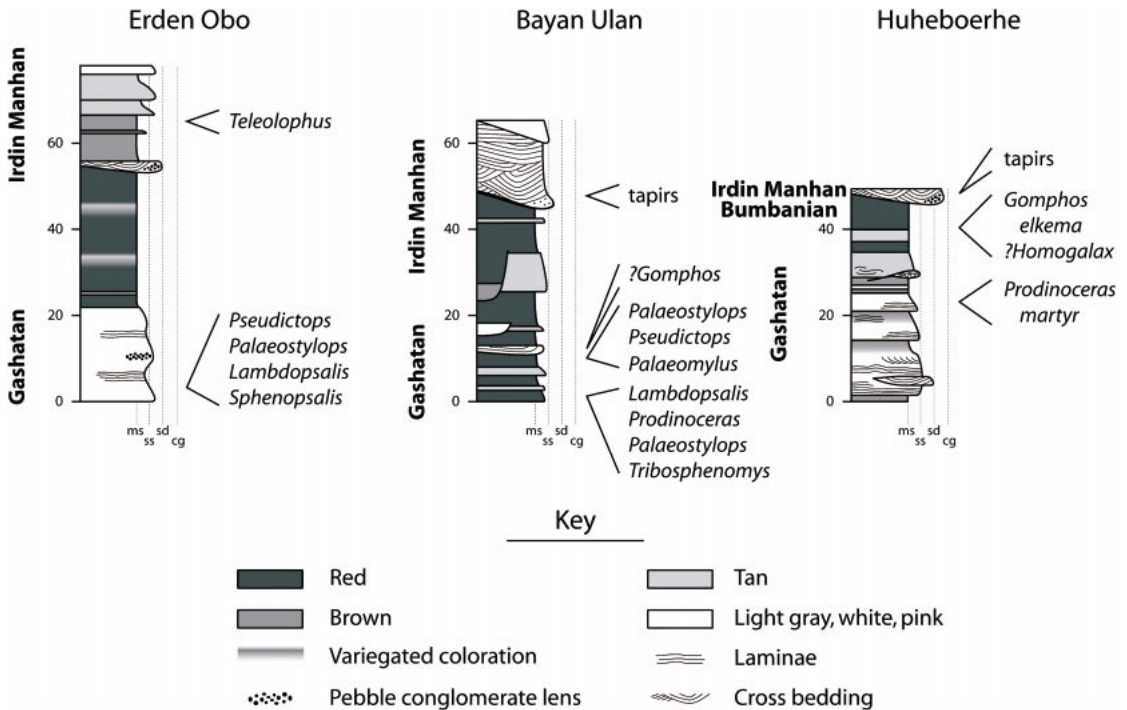 Erden Obo
Bayan Ulan
Huheboerhe
Irdin Manhan
Gashatan
60
40
20
0
ms
ss
sd
cg
Teleolophus
Pseudictops
Palaeostylops
Lambdopsalis
Sphenopsalis
Irdin Manhan
Gashatan
60
40
20
0
ms
ss
sd
cg
tapirs
?Gomphos
Palaeostylops
Pseudictops
Palaeomylus
Lambdopsalis
Prodinoceras
Palaeostylops
Tribosphenomys
Irdin Manhan
Bumbanian
Gashatan
40
20
0
ms
ss
sd
cg
tapirs
Gomphos
elkema
?Homogalax
Prodinoceras
martyr
Key
Red
Brown
Variegated coloration
Pebble conglomerate lens
Tan
Light gray, white, pink
Laminae
Cross bedding